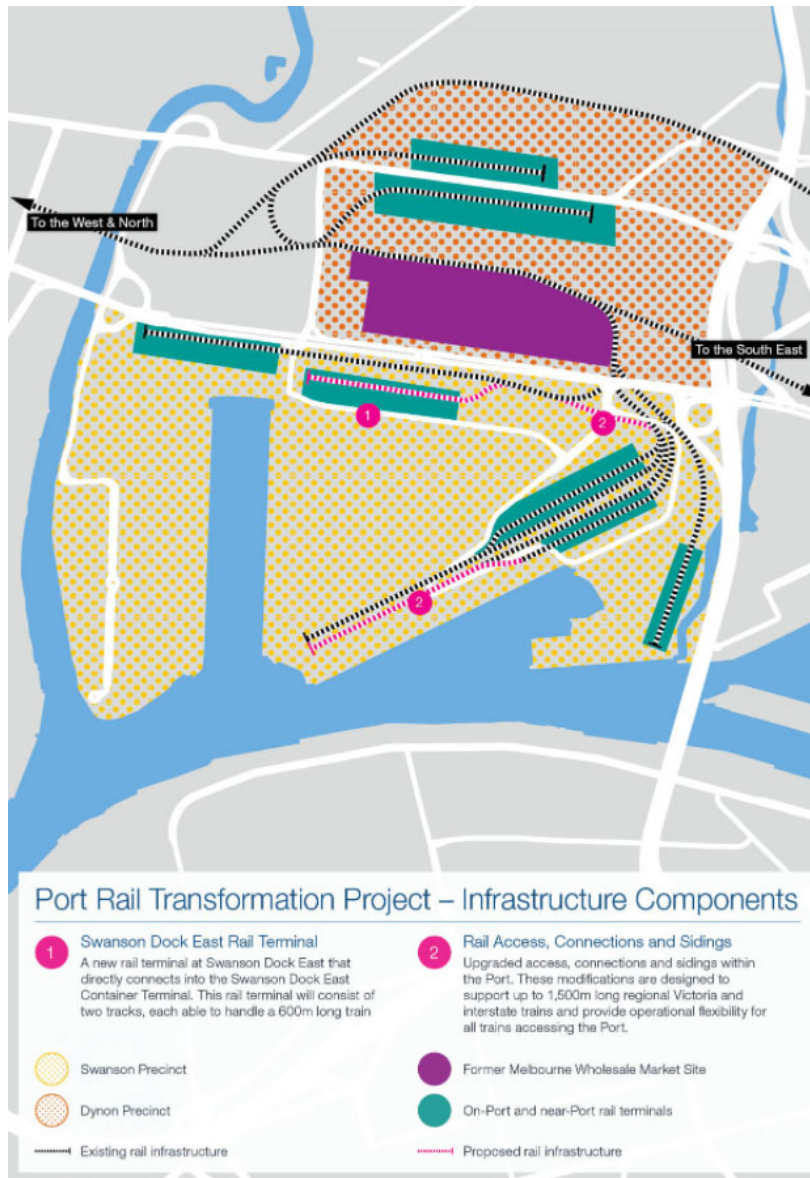 To the West & North
To the South East
1
2
2
Port Rail Transformation Project – Infrastructure Components
1
Swanson Dock East Rail Terminal
A new rail terminal at Swanson Dock East that
directly connects into the Swanson Dock East
Container Terminal. This rail terminal will consist of
two tracks, each able to handle a 600m long train
2
Rail Access, Connections and Sidings
Upgraded access, connections and sidings within
the Port. These modifications are designed to
support up to 1,500m long regional Victoria and
interstate trains and provide operational flexibility for
all trains accessing the Port.
Swanson Precinct
Former Melbourne Wholesale Market Site
Dynon Precinct
On-Port and near-Port rail terminals
Existing rail infrastructure
Proposed rail infrastructure